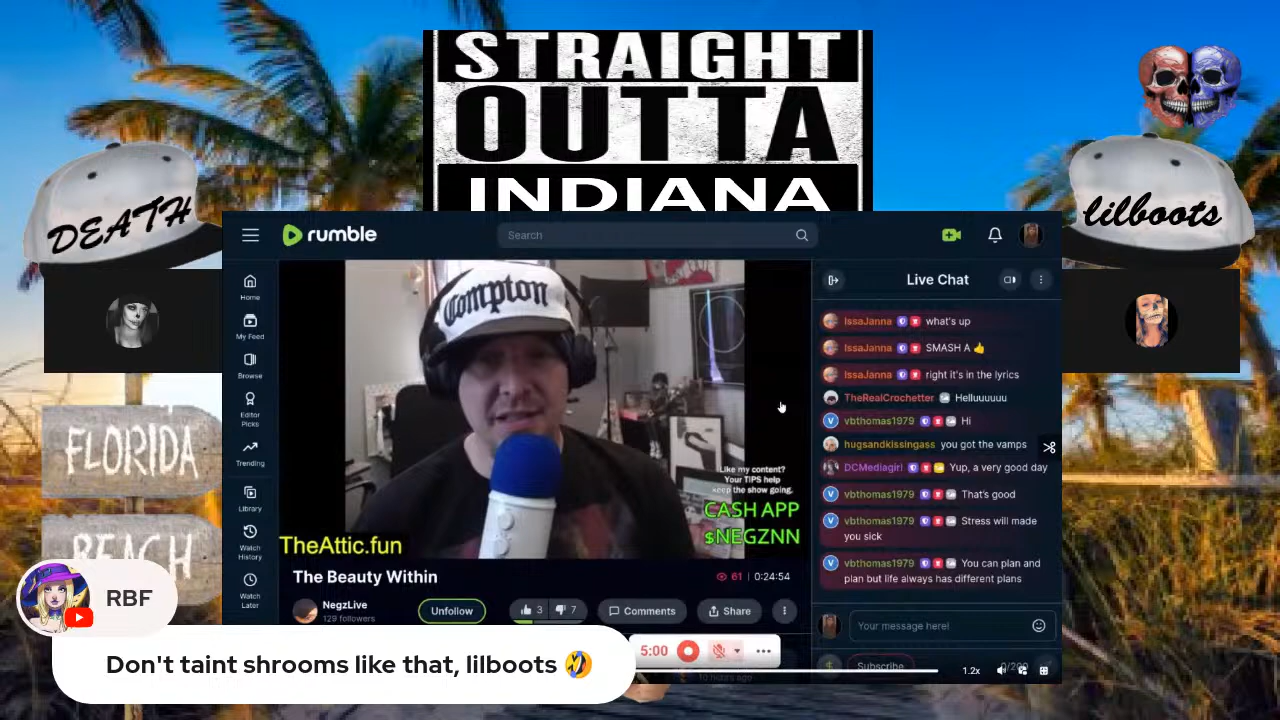 STRAIGHT
OUTTA
INDIANA
DEATH
lilboots
FLORIDA
BEACH
rumble
Search
Home
My Feed
Browse
Editor
Picks
Trending
Library
Watch
History
Watch
Later
Compton
Like my content?
Your TIPS help
keep the show going.
CASH APP
$NEGZNN
TheAttic.fun
The Beauty Within
61 | 0:24:54
NegzLive
129 followers
Unfollow
3
7
Comments
Share
Live Chat
IssaJanna what's up
IssaJanna SMASH A 👍
IssaJanna right it's in the lyrics
TheRealCrochetter Helluuuuuu
vbthomas1979 Hi
hugsandkissingass you got the vamps
DCMediagirl Yup, a very good day
vbthomas1979 That's good
vbthomas1979 Stress will made
you sick
vbthomas1979 You can plan and
plan but life always has different plans
Your message here!
Subscribe
0/200
5:00
10 hours ago
1.2x
RBF
Don't taint shrooms like that, lilboots 🤣